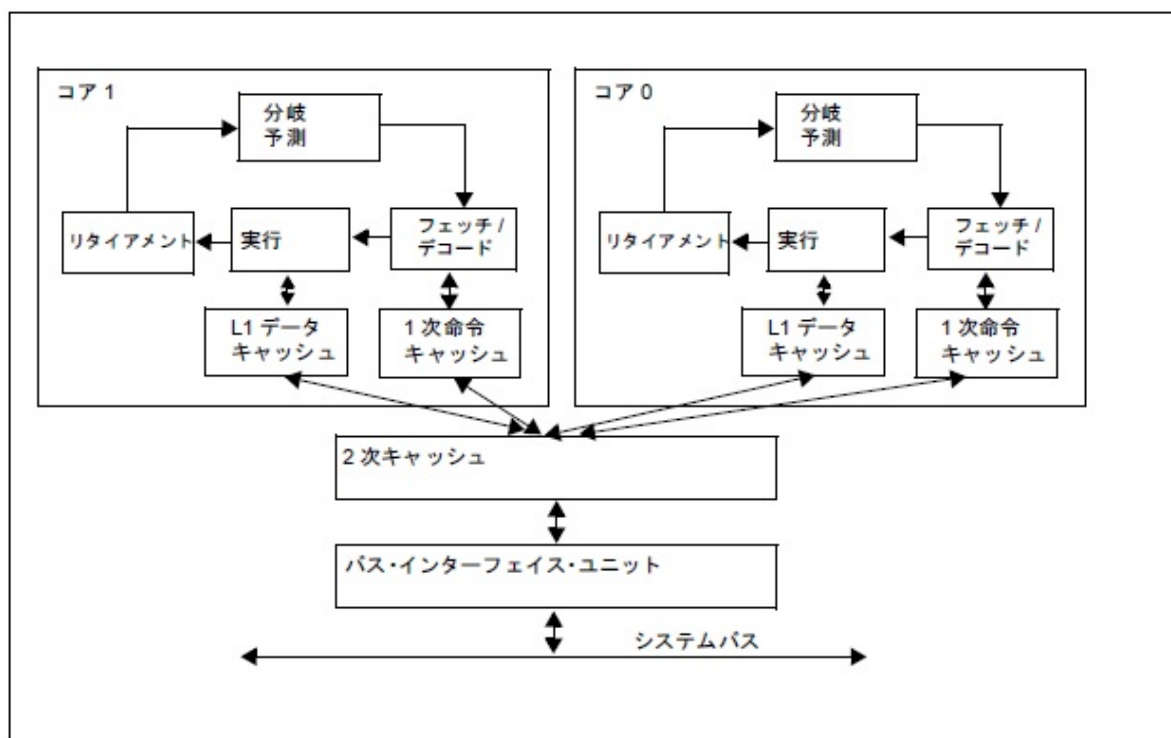 コア 1
分岐
予測
リタイアメント
実行
フェッチ /
デコード
L1 データ
キャッシュ
1 次命令
キャッシュ
コア 0
分岐
予測
リタイアメント
実行
フェッチ /
デコード
L1 データ
キャッシュ
1 次命令
キャッシュ
2 次キャッシュ
バス・インターフェイス・ユニット
システムバス